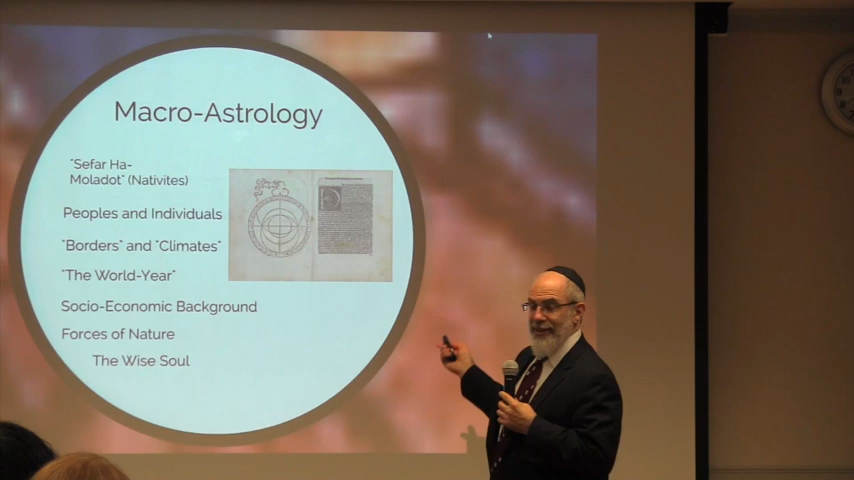 Macro-Astrology
"Sefar Ha-
Moladot" (Nativites)
Peoples and Individuals
"Borders" and "Climates"
"The World-Year"
Socio-Economic Background
Forces of Nature
The Wise Soul